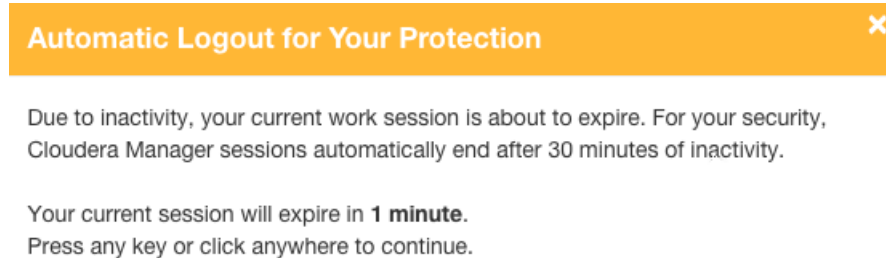 Automatic Logout for Your Protection
Due to inactivity, your current work session is about to expire. For your security,
Cloudera Manager sessions automatically end after 30 minutes of inactivity.
Your current session will expire in 1 minute.
Press any key or click anywhere to continue.